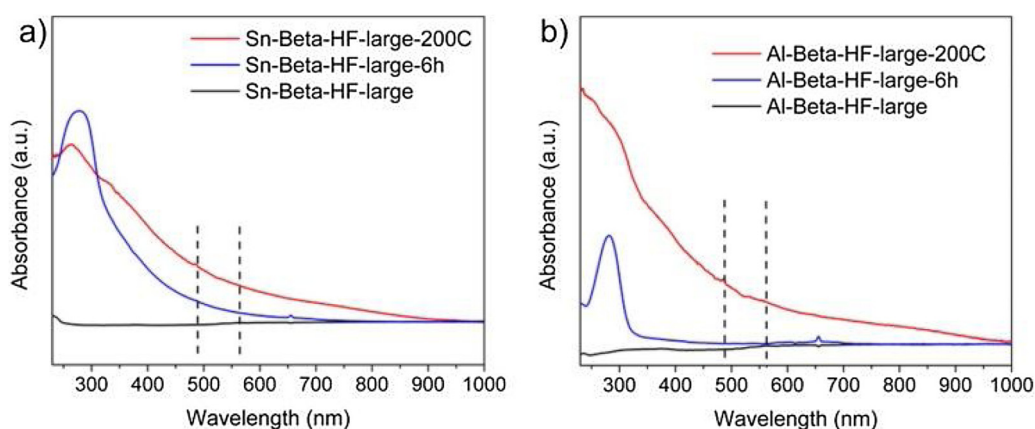 a)
Sn-Beta-HF-large-200C
Sn-Beta-HF-large-6h
Sn-Beta-HF-large
Absorbance (a.u.)
300 400 500 600 700 800 900 1000
Wavelength (nm)
b)
Al-Beta-HF-large-200C
Al-Beta-HF-large-6h
Al-Beta-HF-large
Absorbance (a.u.)
300 400 500 600 700 800 900 1000
Wavelength (nm)